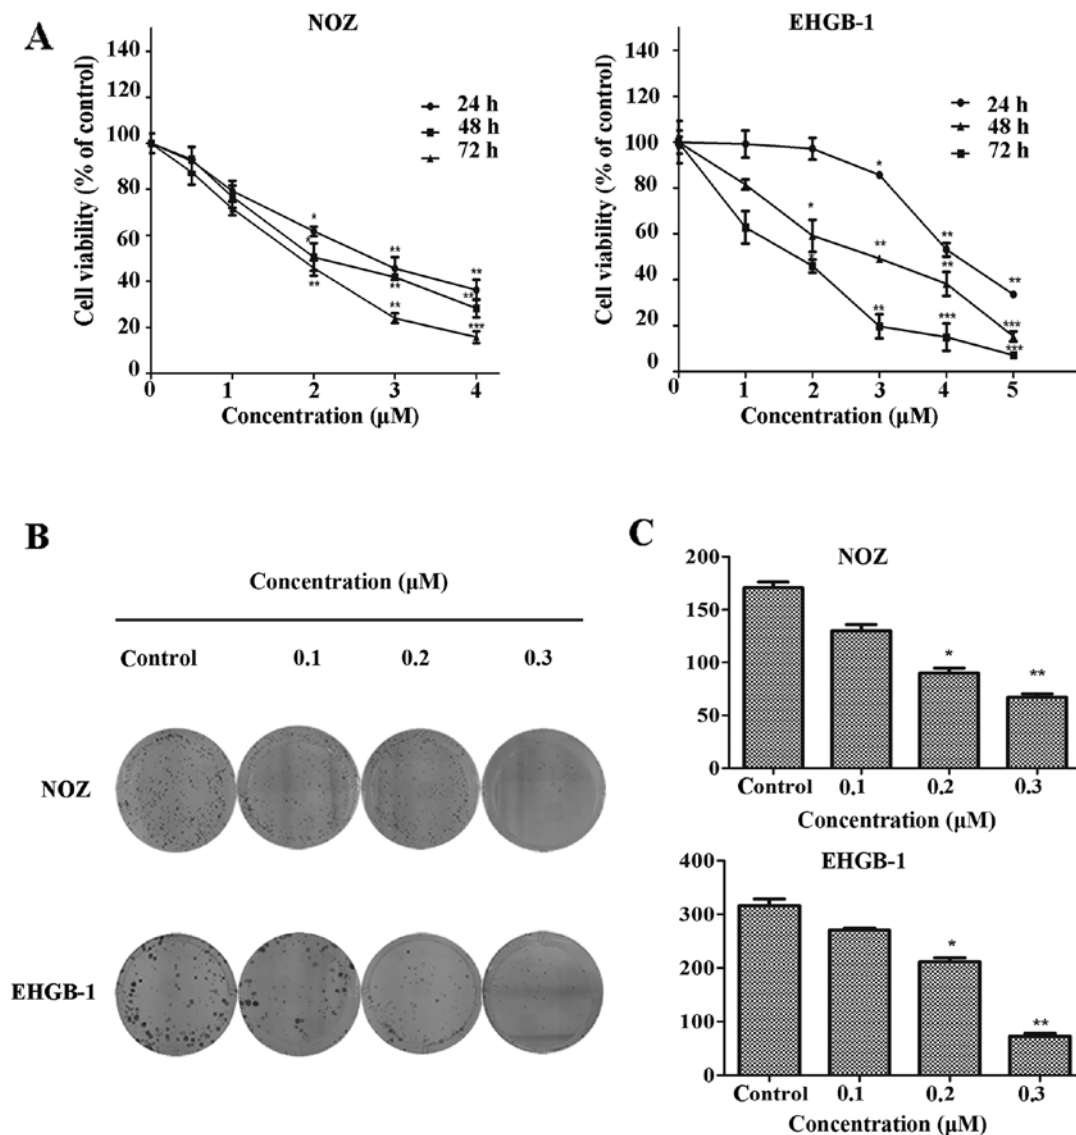 A
NOZ
Cell viability (% of control)
140
120
100
80
60
40
20
0
24 h
48 h
72 h
*
**
**
*
**
**
**
**
**
***
0 1 2 3 4
Concentration (µM)
EHGB-1
Cell viability (% of control)
140
120
100
80
60
40
20
0
24 h
48 h
72 h
*
**
**
*
**
**
***
*
**
***
***
0 1 2 3 4 5
Concentration (µM)
B
Concentration (µM)
Control 0.1 0.2 0.3
NOZ
EHGB-1
C
NOZ
200
150
100
50
0
* **
Control 0.1 0.2 0.3
Concentration (µM)
EHGB-1
400
300
200
100
0
* **
Control 0.1 0.2 0.3
Concentration (µM)